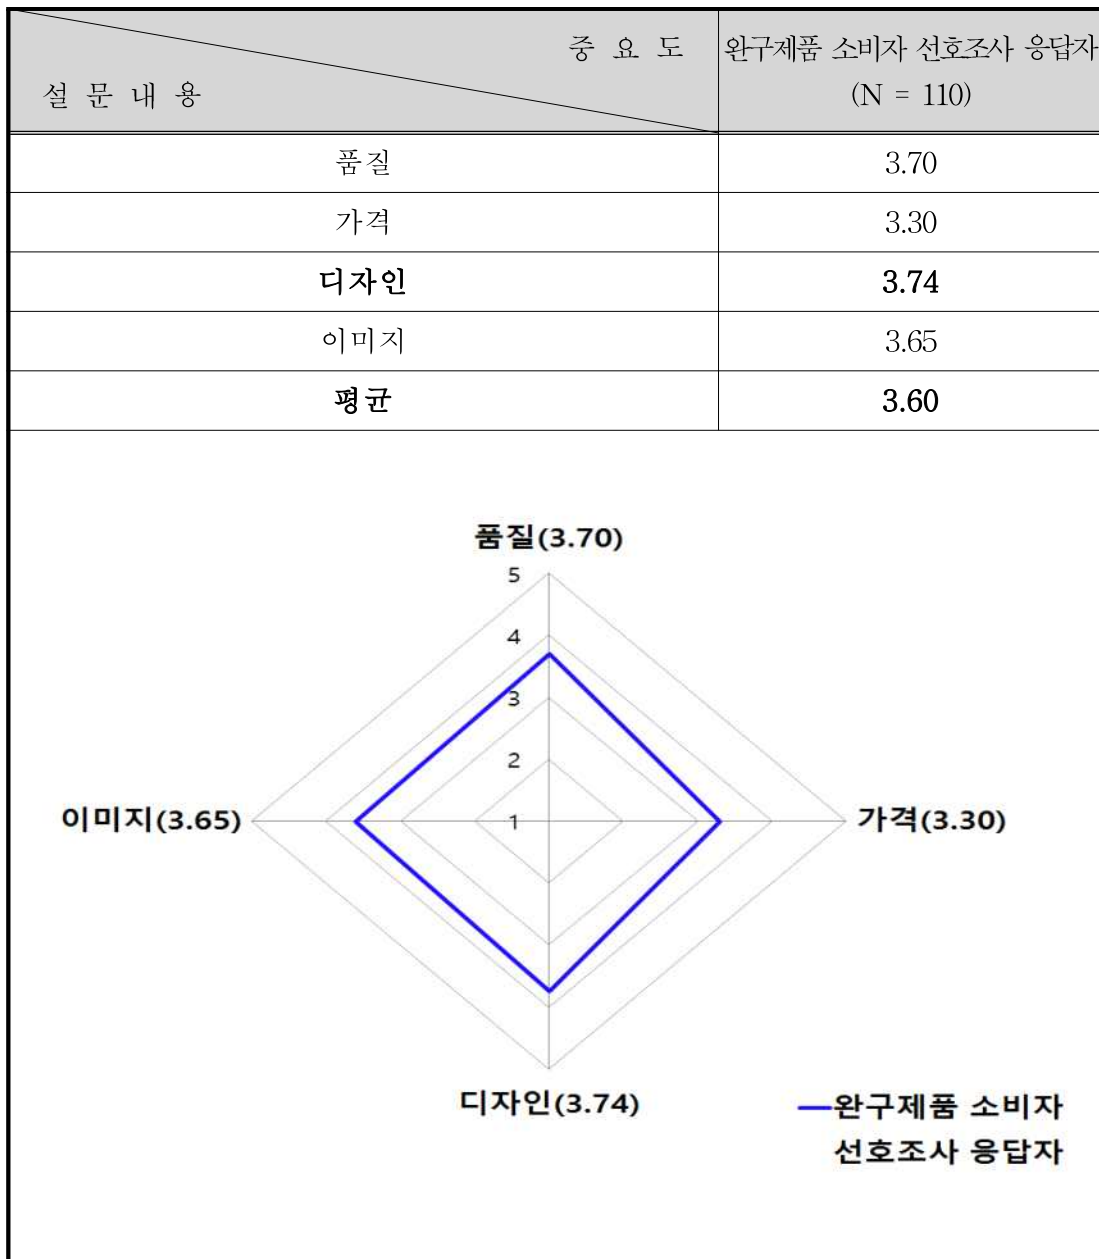 중 요 도
설 문 내 용
완구제품 소비자 선호조사 응답자
(N = 110)
품질 3.70
가격 3.30
디자인 3.74
이미지 3.65
평균 3.60
품질(3.70)
5
4
3
2
1
이미지(3.65)
가격(3.30)
디자인(3.74)
완구제품 소비자
선호조사 응답자